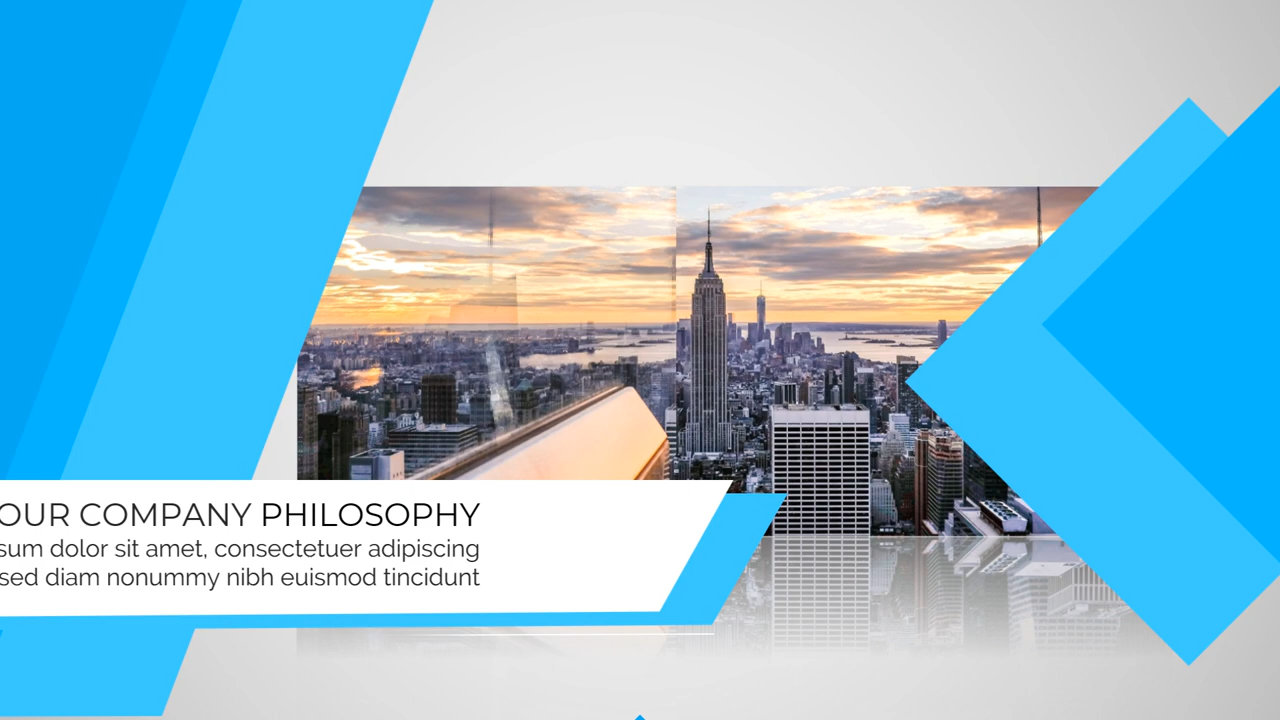 OUR COMPANY PHILOSOPHY
sum dolor sit amet, consectetuer adipiscing
sed diam nonummy nibh euismod tincidunt